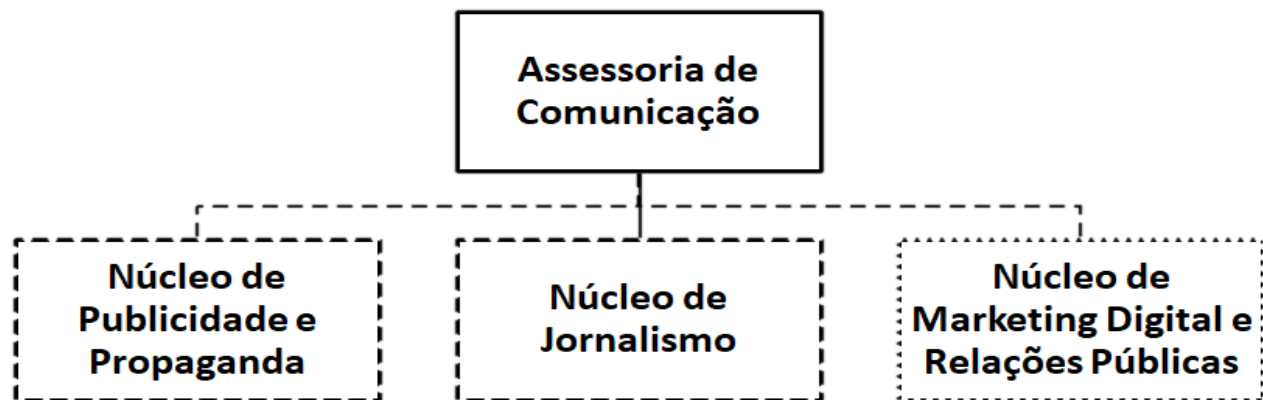 Assessoria de
Comunicação
Núcleo de
Publicidade e
Propaganda
Núcleo de
Jornalismo
Núcleo de
Marketing Digital e
Relações Públicas